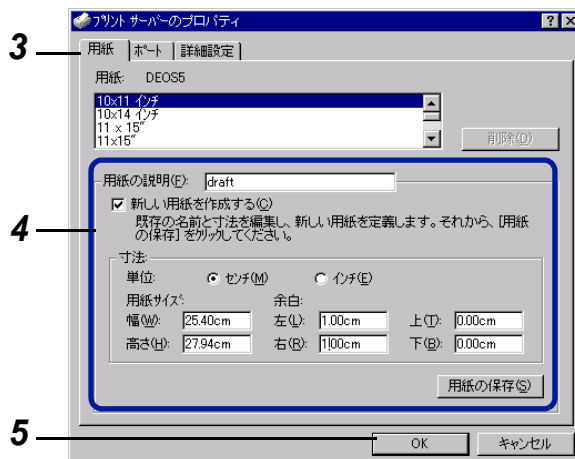 プリント サーバーのプロパティ
3
用紙 ポート 詳細設定
用紙: DEOS5
10x11 インチ
10x14 インチ
11 x 15"
11x15"
削除(D)
4
用紙の説明(F): draft
新しい用紙を作成する(C)
既存の名前と寸法を編集し、新しい用紙を定義します。それから、[用紙
の保存] をクリックしてください。
寸法:
単位: センチ(M) インチ(E)
用紙サイズ: 余白:
幅(W): 25.40cm 左(L): 1.00cm 上(T): 0.00cm
高さ(H): 27.94cm 右(R): 1.00cm 下(B): 0.00cm
用紙の保存(S)
5
OK キャンセル